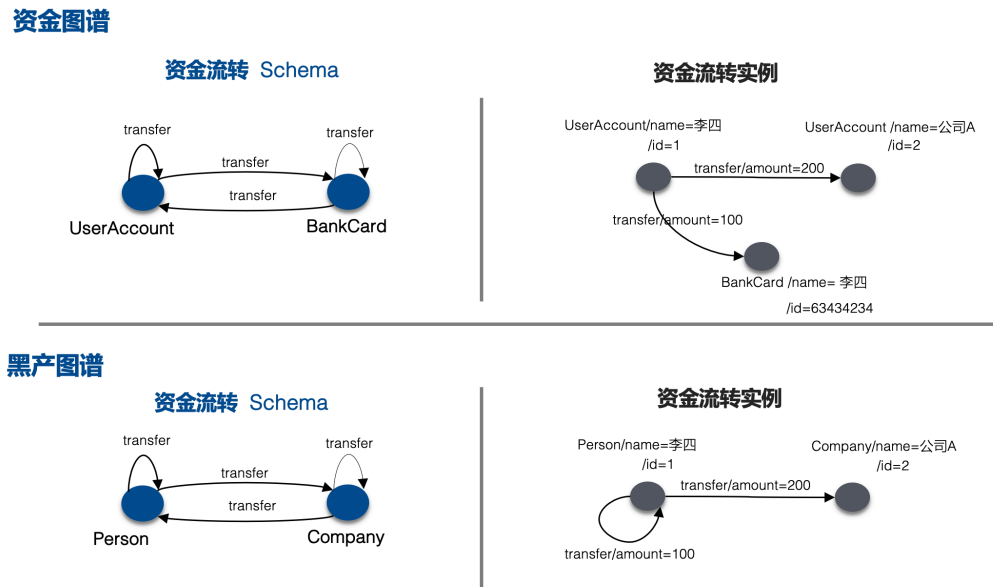 资金图谱
资金流转 Schema
transfer
transfer
transfer
transfer
UserAccount
BankCard
资金流转实例
UserAccount/name=李四
/id=1
UserAccount /name=公司A
/id=2
transfer/amount=200
transfer/amount=100
BankCard /name= 李四
/id=63434234
黑产图谱
资金流转 Schema
transfer
transfer
transfer
transfer
Person
Company
资金流转实例
Person/name=李四
/id=1
Company/name=公司A
/id=2
transfer/amount=200
transfer/amount=100